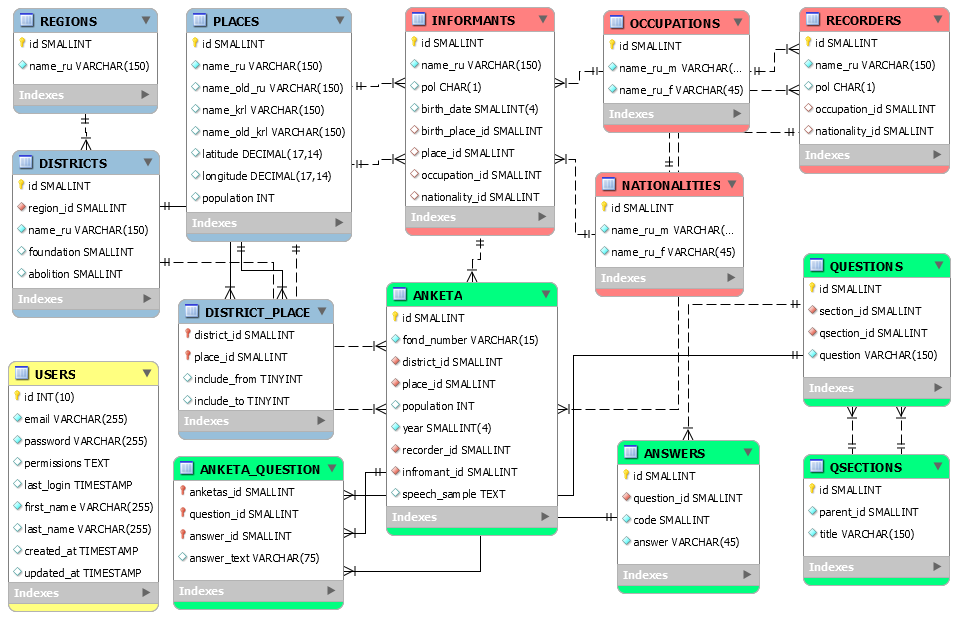 REGIONS
id SMALLINT
name_ru VARCHAR(150)
Indexes
PLACES
id SMALLINT
name_ru VARCHAR(150)
name_old_ru VARCHAR(150)
name_krl VARCHAR(150)
name_old_krl VARCHAR(150)
latitude DECIMAL(17,14)
longitude DECIMAL(17,14)
population INT
Indexes
INFORMANTS
id SMALLINT
name_ru VARCHAR(150)
pol CHAR(1)
birth_date SMALLINT(4)
birth_place_id SMALLINT
place_id SMALLINT
occupation_id SMALLINT
nationality_id SMALLINT
Indexes
OCCUPATIONS
id SMALLINT
name_ru_m VARCHAR(...
name_ru_f VARCHAR(45)
Indexes
RECORDERS
id SMALLINT
name_ru VARCHAR(150)
pol CHAR(1)
occupation_id SMALLINT
nationality_id SMALLINT
Indexes
DISTRICTS
id SMALLINT
region_id SMALLINT
name_ru VARCHAR(150)
foundation SMALLINT
abolition SMALLINT
Indexes
NATIONALITIES
id SMALLINT
name_ru_m VARCHAR(...
name_ru_f VARCHAR(45)
Indexes
QUESTIONS
id SMALLINT
section_id SMALLINT
qsection_id SMALLINT
question VARCHAR(150)
Indexes
DISTRICT_PLACE
district_id SMALLINT
place_id SMALLINT
include_from TINYINT
include_to TINYINT
Indexes
ANKETA
id SMALLINT
fond_number VARCHAR(15)
district_id SMALLINT
place_id SMALLINT
population INT
year SMALLINT(4)
recorder_id SMALLINT
infromant_id SMALLINT
speech_sample TEXT
Indexes
USERS
id INT(10)
email VARCHAR(255)
password VARCHAR(255)
permissions TEXT
last_login TIMESTAMP
first_name VARCHAR(255)
last_name VARCHAR(255)
created_at TIMESTAMP
updated_at TIMESTAMP
Indexes
ANKETA_QUESTION
anketas_id SMALLINT
question_id SMALLINT
answer_id SMALLINT
answer_text VARCHAR(75)
Indexes
ANSWERS
id SMALLINT
question_id SMALLINT
code SMALLINT
answer VARCHAR(45)
Indexes
QSECTIONS
id SMALLINT
parent_id SMALLINT
title VARCHAR(150)
Indexes